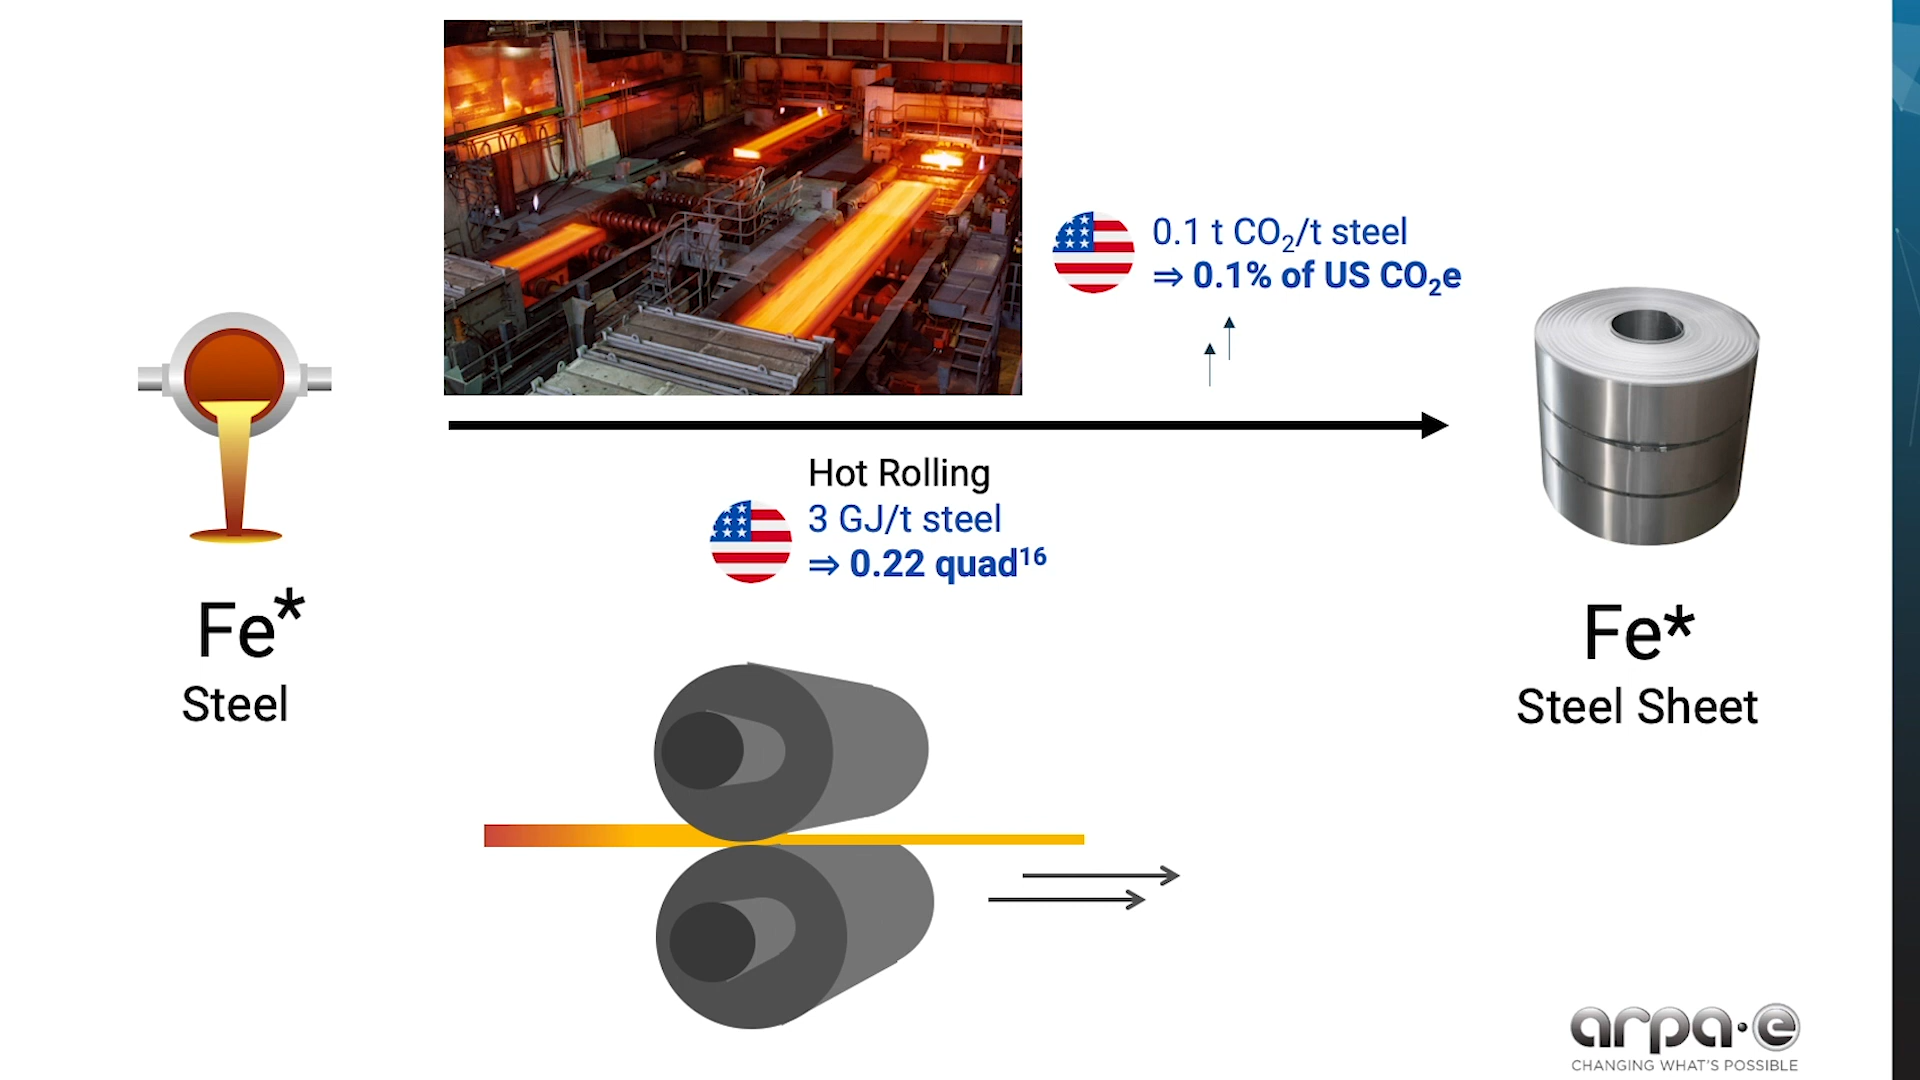 0.1 t CO₂/t steel
⇒ 0.1% of US CO₂e
Hot Rolling
3 GJ/t steel
⇒ 0.22 quad¹⁶
Fe*
Steel
Fe*
Steel Sheet
arpa·e
CHANGING WHAT'S POSSIBLE